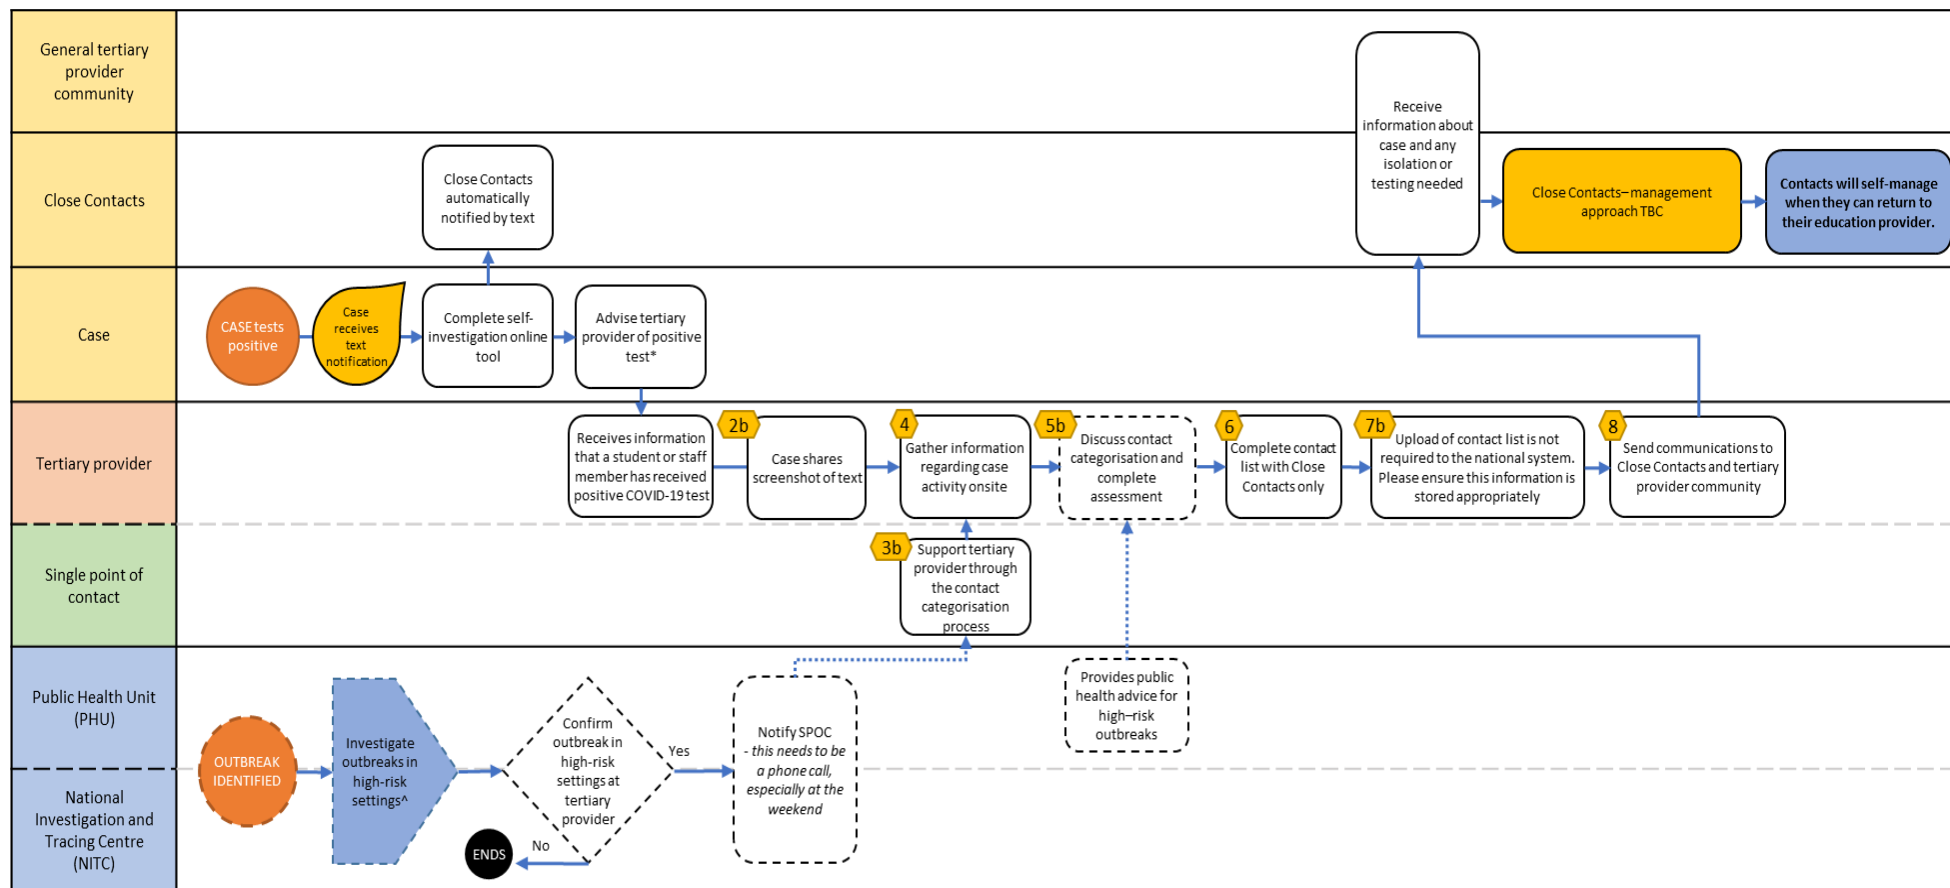 General tertiary
provider
community
Receive
information about
case and any
isolation or
testing needed
Close Contacts
Close Contacts
automatically
notified by text
Close Contacts– management
approach TBC
Contacts will self-manage
when they can return to
their education provider.
Case
CASE tests
positive
Case
receives
text
notification
Complete self-
investigation online
tool
Advise tertiary
provider of positive
test*
Tertiary provider
Receives information
that a student or staff
member has received
positive COVID-19 test
2b
Case shares
screenshot of text
4
Gather information
regarding case
activity onsite
5b
Discuss contact
categorisation and
complete
assessment
6
Complete contact
list with Close
Contacts only
7b
Upload of contact list is not
required to the national system.
Please ensure this information is
stored appropriately
8
Send communications to
Close Contacts and tertiary
provider community
Single point of
contact
3b
Support tertiary
provider through
the contact
categorisation
process
Public Health Unit
(PHU)
National
Investigation and
Tracing Centre
(NITC)
OUTBREAK
IDENTIFIED
Investigate
outbreaks in
high-risk
settings^
Confirm
outbreak in
high-risk
settings at
tertiary
provider
Yes
No
ENDS
Notify SPOC
- this needs to be
a phone call,
especially at the
weekend
Provides public
health advice for
high–risk
outbreaks